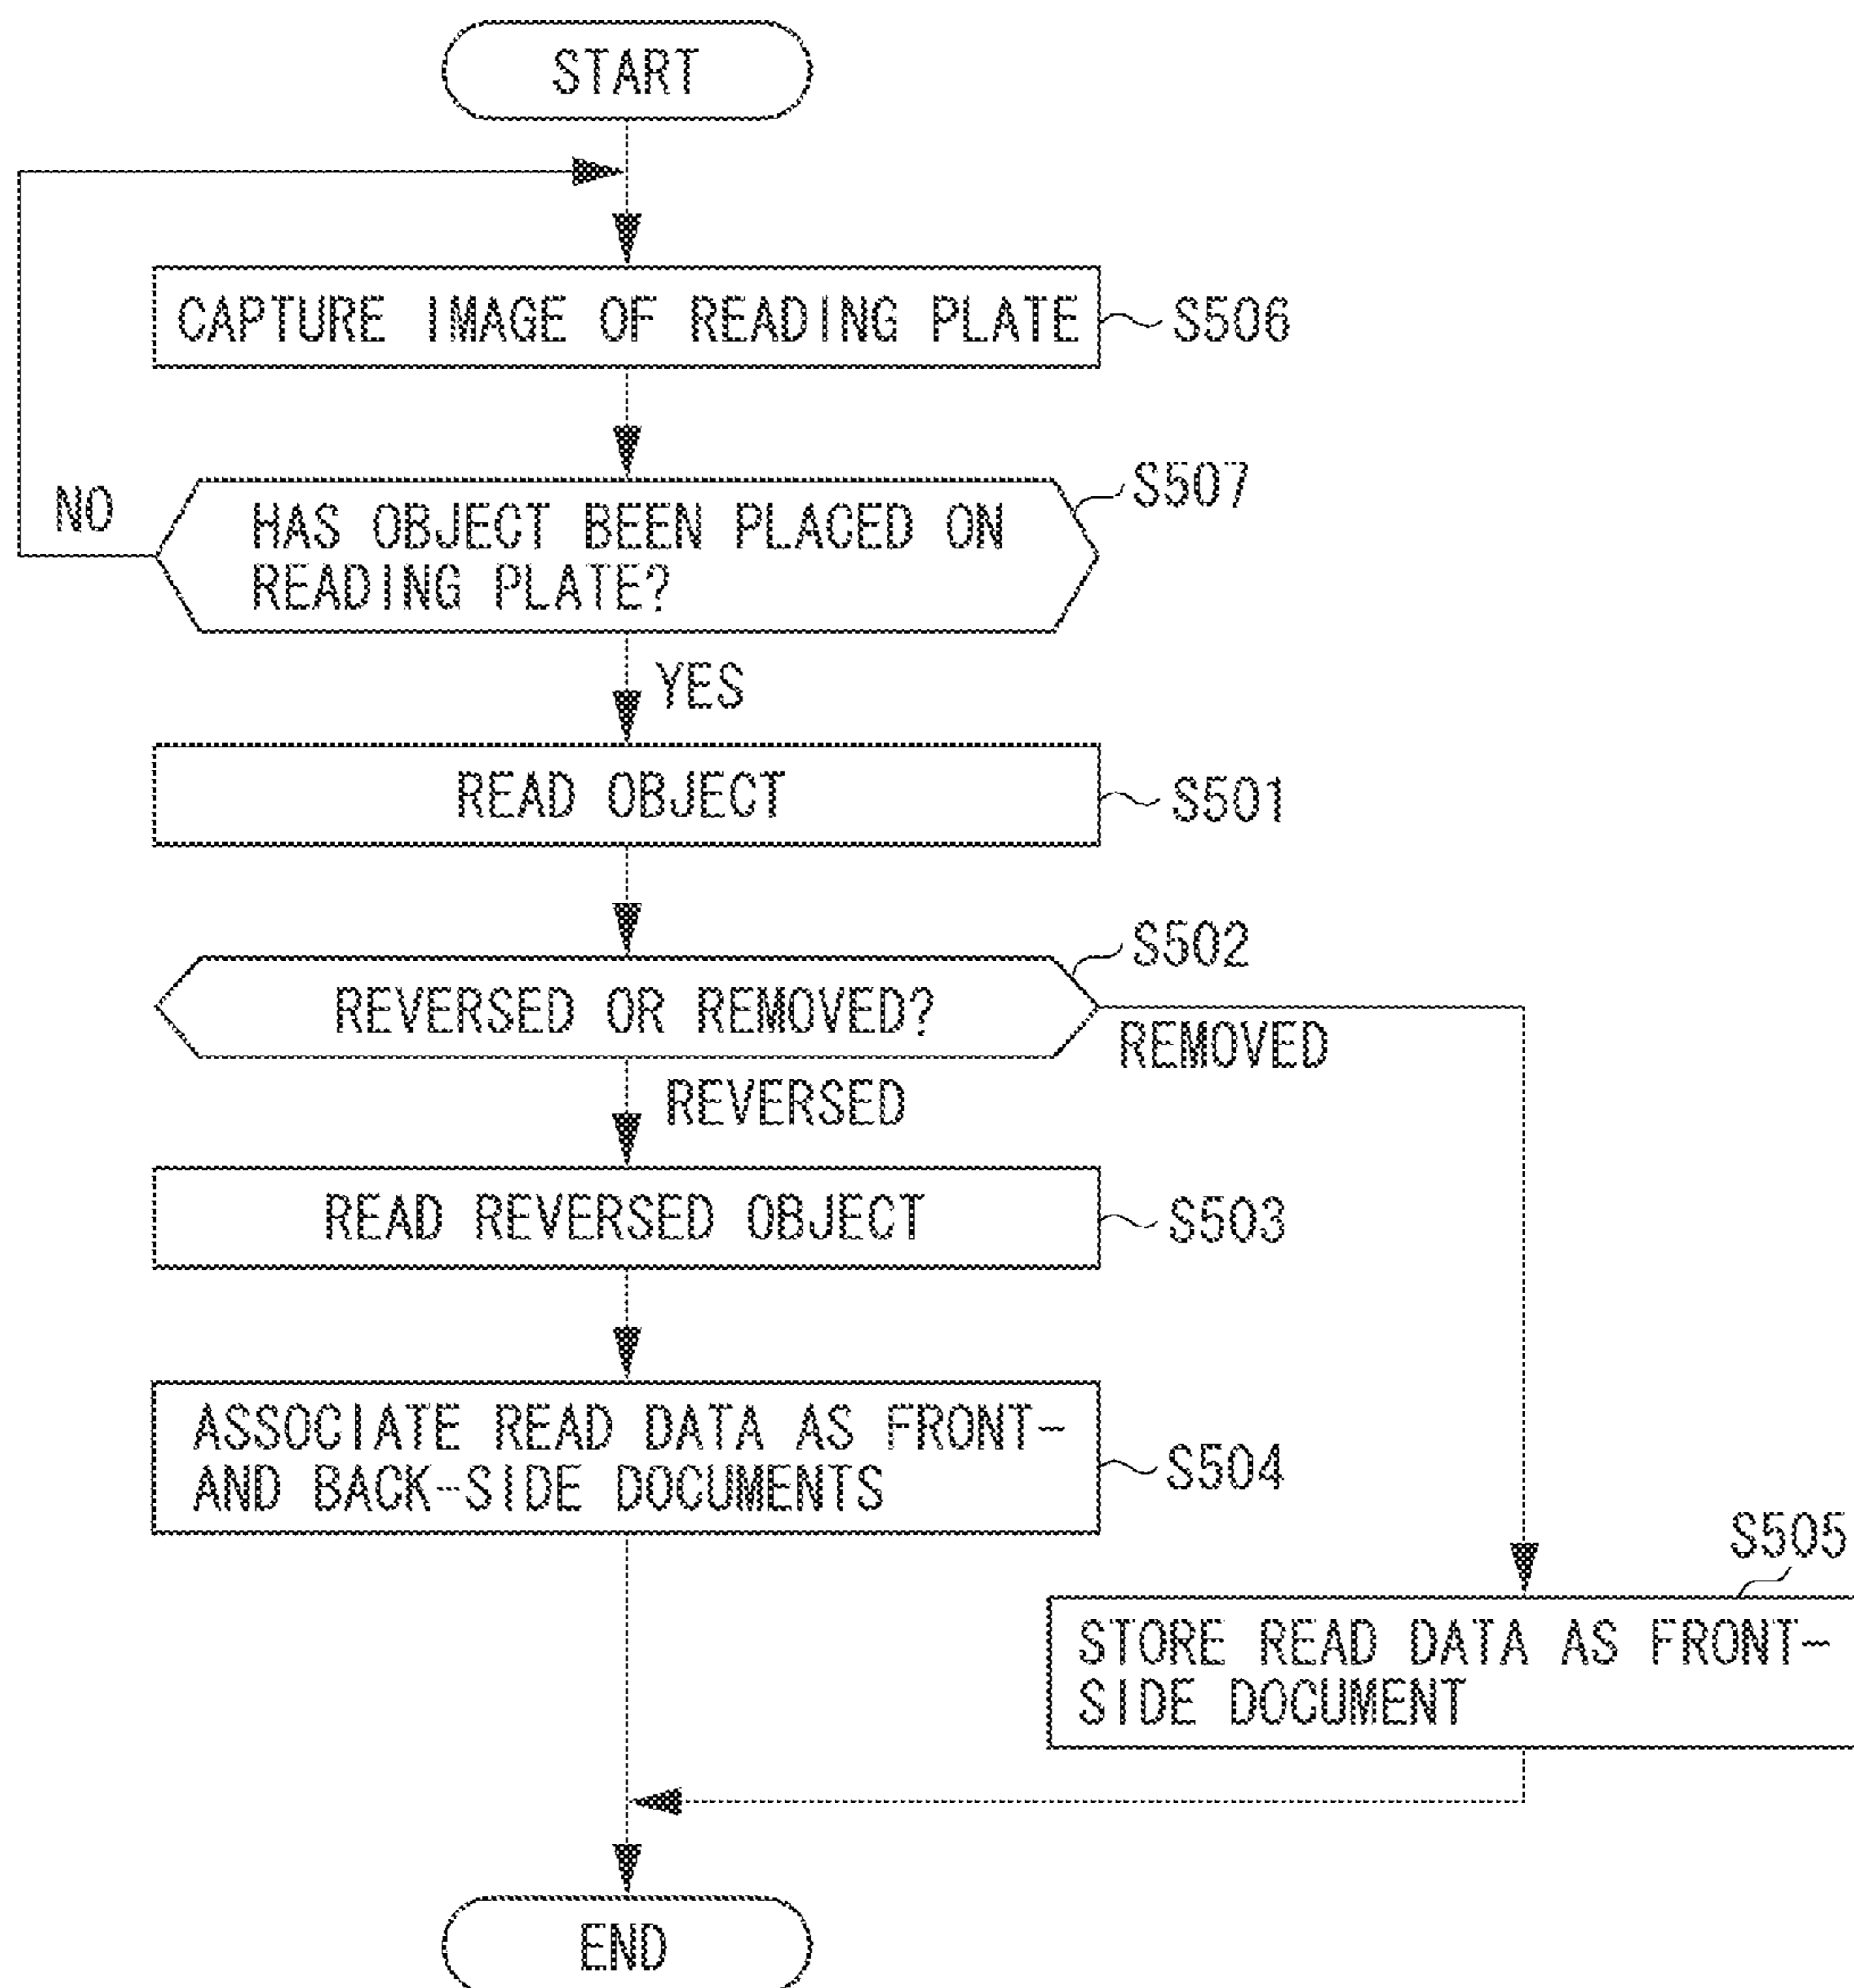 START
CAPTURE IMAGE OF READING PLATE
S506
S507
NO
HAS OBJECT BEEN PLACED ON
READING PLATE?
YES
READ OBJECT
S501
S502
REVERSED OR REMOVED?
REMOVED
REVERSED
READ REVERSED OBJECT
S503
ASSOCIATE READ DATA AS FRONT-
AND BACK-SIDE DOCUMENTS
S504
S505
STORE READ DATA AS FRONT-
SIDE DOCUMENT
END